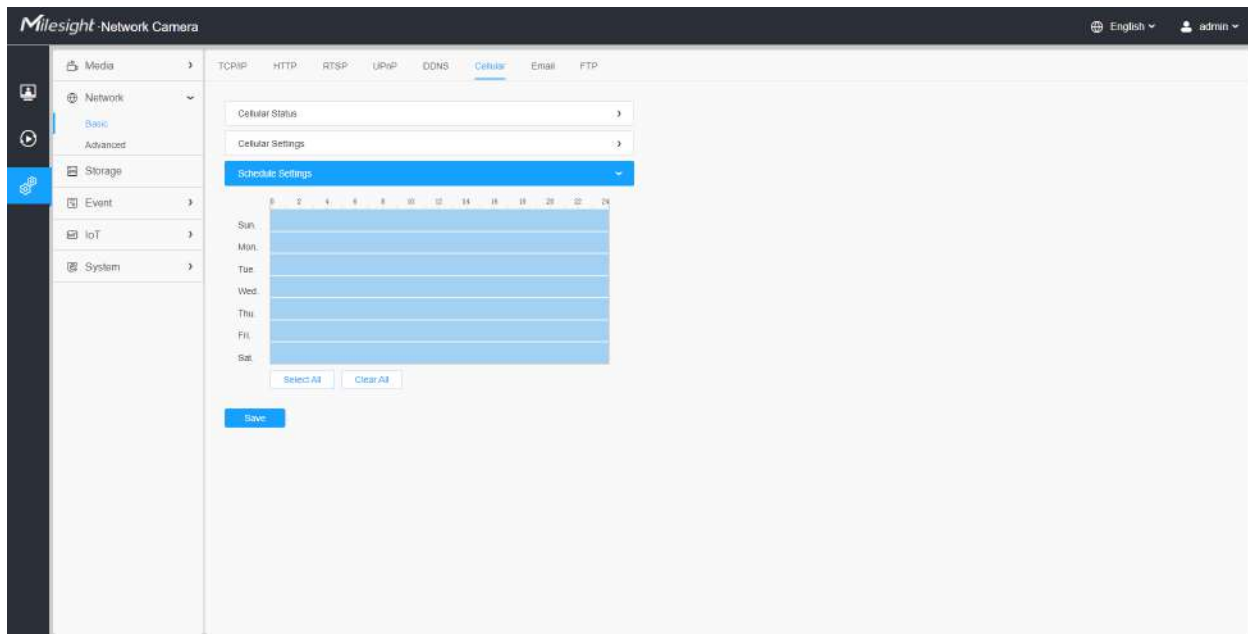 Milesight-Network Camera
English
admin
Media
Network
Basic
Advanced
Storage
Event
IoT
System
TCP/IP HTTP RTSP UPnP DDNS Cellular Email FTP
Cellular Status
Cellular Settings
Schedule Settings
0 2 4 6 8 10 12 14 16 18 20 22 24
Sun.
Mon.
Tue.
Wed.
Thu.
Fri.
Sat.
Select All Clear All
Save